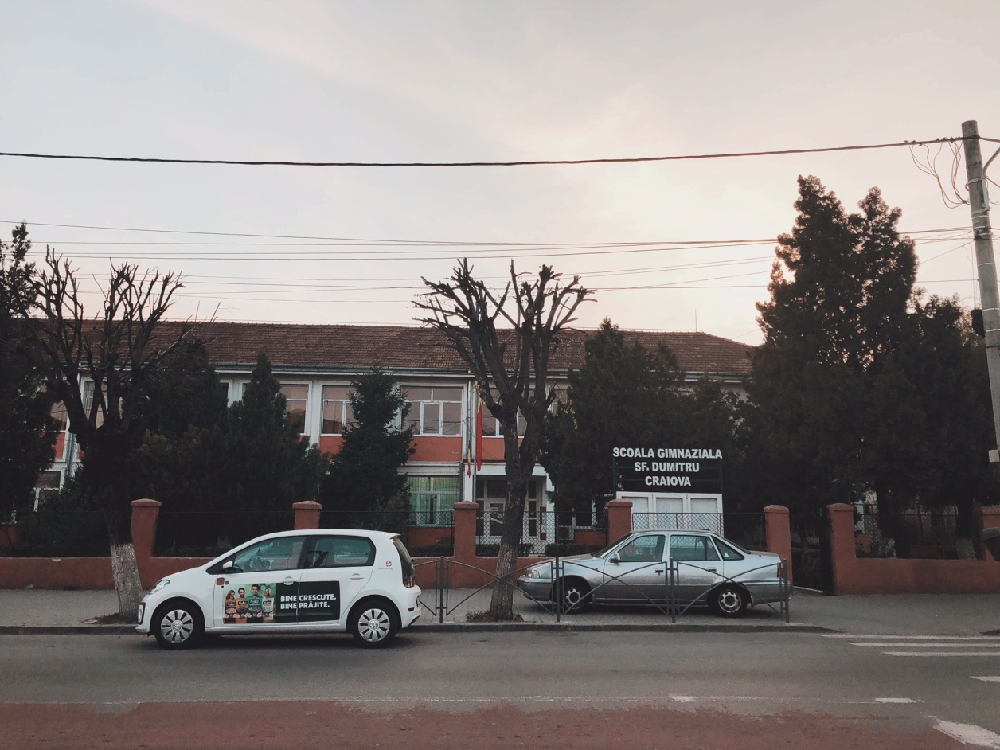 SCOALA GIMNAZIALA
SF. DUMITRU
CRAIOVA
BINE CRESCUTE.
BINE PRĂJITE.